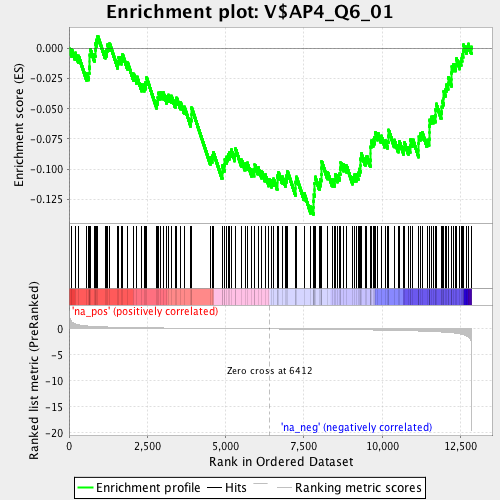 Enrichment plot: V$AP4_Q6_01
Enrichment score (ES)
0.000
-0.025
-0.050
-0.075
-0.100
-0.125
'na_pos' (positively correlated)
Ranked list metric (PreRanked)
0
-5
-10
-15
-20
Zero cross at 6412
'na_neg' (negatively correlated)
0
2,500
5,000
7,500
10,000
12,500
Rank in Ordered Dataset
Enrichment profile
Hits
Ranking metric scores